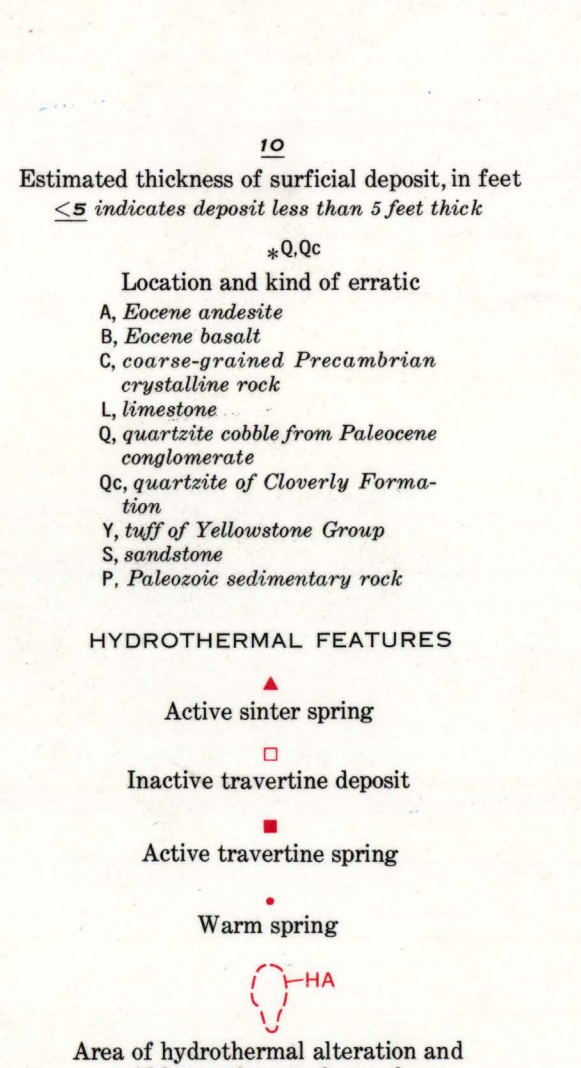 10
Estimated thickness of surficial deposit, in feet
<5 indicates deposit less than 5 feet thick
*Q,Qc
Location and kind of erratic
A, Eocene andesite
B, Eocene basalt
C, coarse-grained Precambrian
crystalline rock
L, limestone
Q, quartzite cobble from Paleocene
conglomerate
Qc, quartzite of Cloverly Forma-
tion
Y, tuff of Yellowstone Group
S, sandstone
P, Paleozoic sedimentary rock
HYDROTHERMAL FEATURES
Active sinter spring
Inactive travertine deposit
Active travertine spring
Warm spring
HA
Area of hydrothermal alteration and